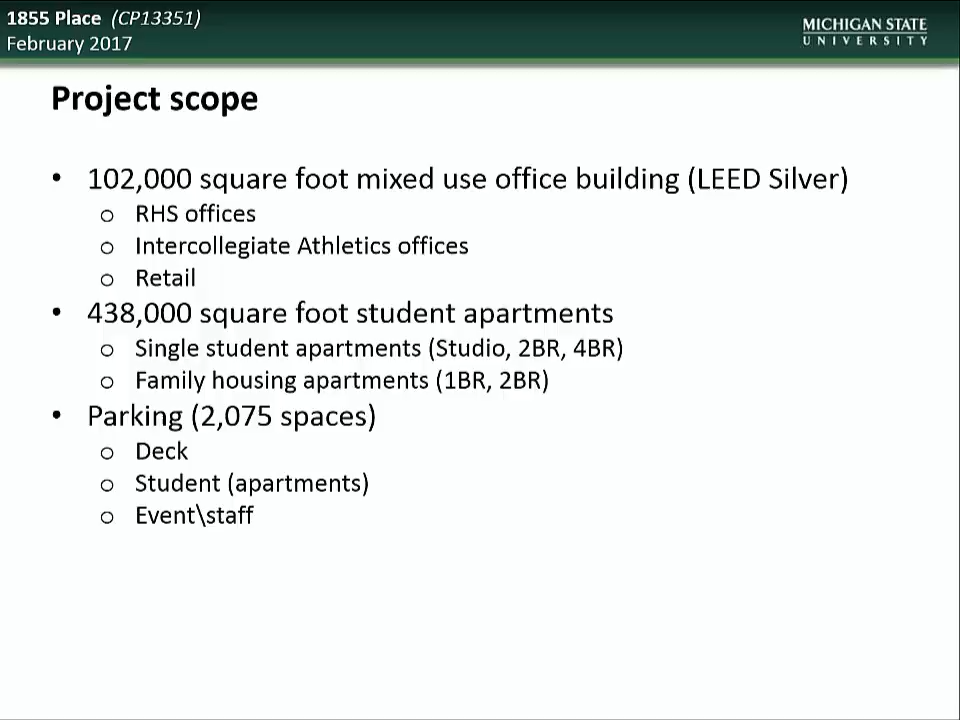 1855 Place (CP13351)
February 2017
MICHIGAN STATE
UNIVERSITY
Project scope
• 102,000 square foot mixed use office building (LEED Silver)
o RHS offices
o Intercollegiate Athletics offices
o Retail
• 438,000 square foot student apartments
o Single student apartments (Studio, 2BR, 4BR)
o Family housing apartments (1BR, 2BR)
• Parking (2,075 spaces)
o Deck
o Student (apartments)
o Event\staff